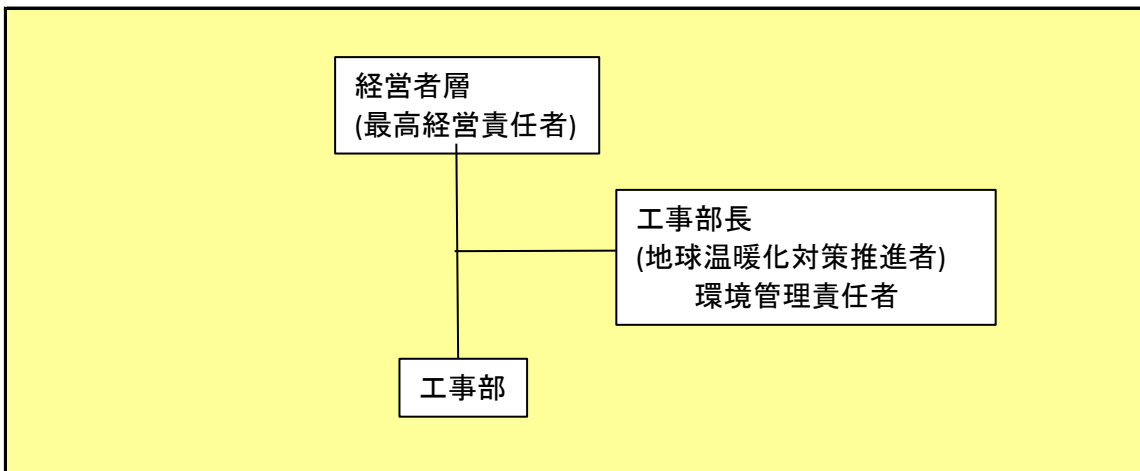 経営者層
(最高経営責任者)
工事部長
(地球温暖化対策推進者)
環境管理責任者
工事部